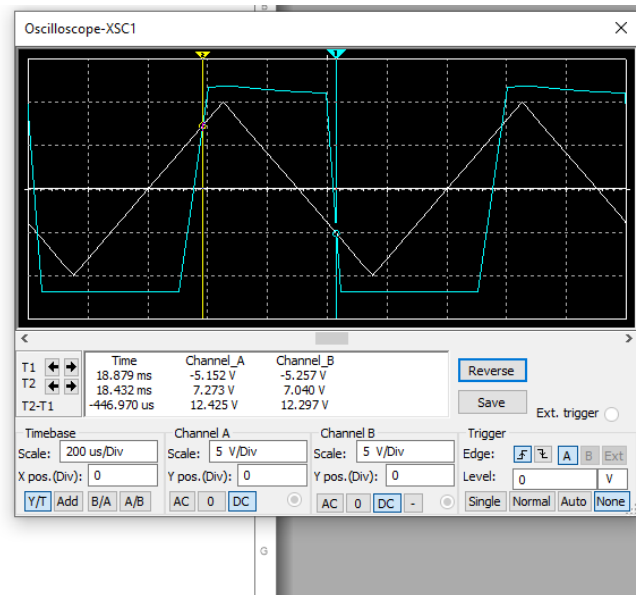 Oscilloscope-XSC1
2 1
Time Channel_A Channel_B
T1 18.879 ms -5.152 V -5.257 V
T2 18.432 ms 7.273 V 7.040 V
T2-T1 -446.970 us 12.425 V 12.297 V
Reverse
Save
Ext. trigger
Timebase Channel A Channel B Trigger
Scale: 200 us/Div Scale: 5 V/Div Scale: 5 V/Div Edge: A B Ext
X pos.(Div): 0 Y pos.(Div): 0 Y pos.(Div): 0 Level: 0 V
Y/T Add B/A A/B AC 0 DC AC 0 DC - Single Normal Auto None
G